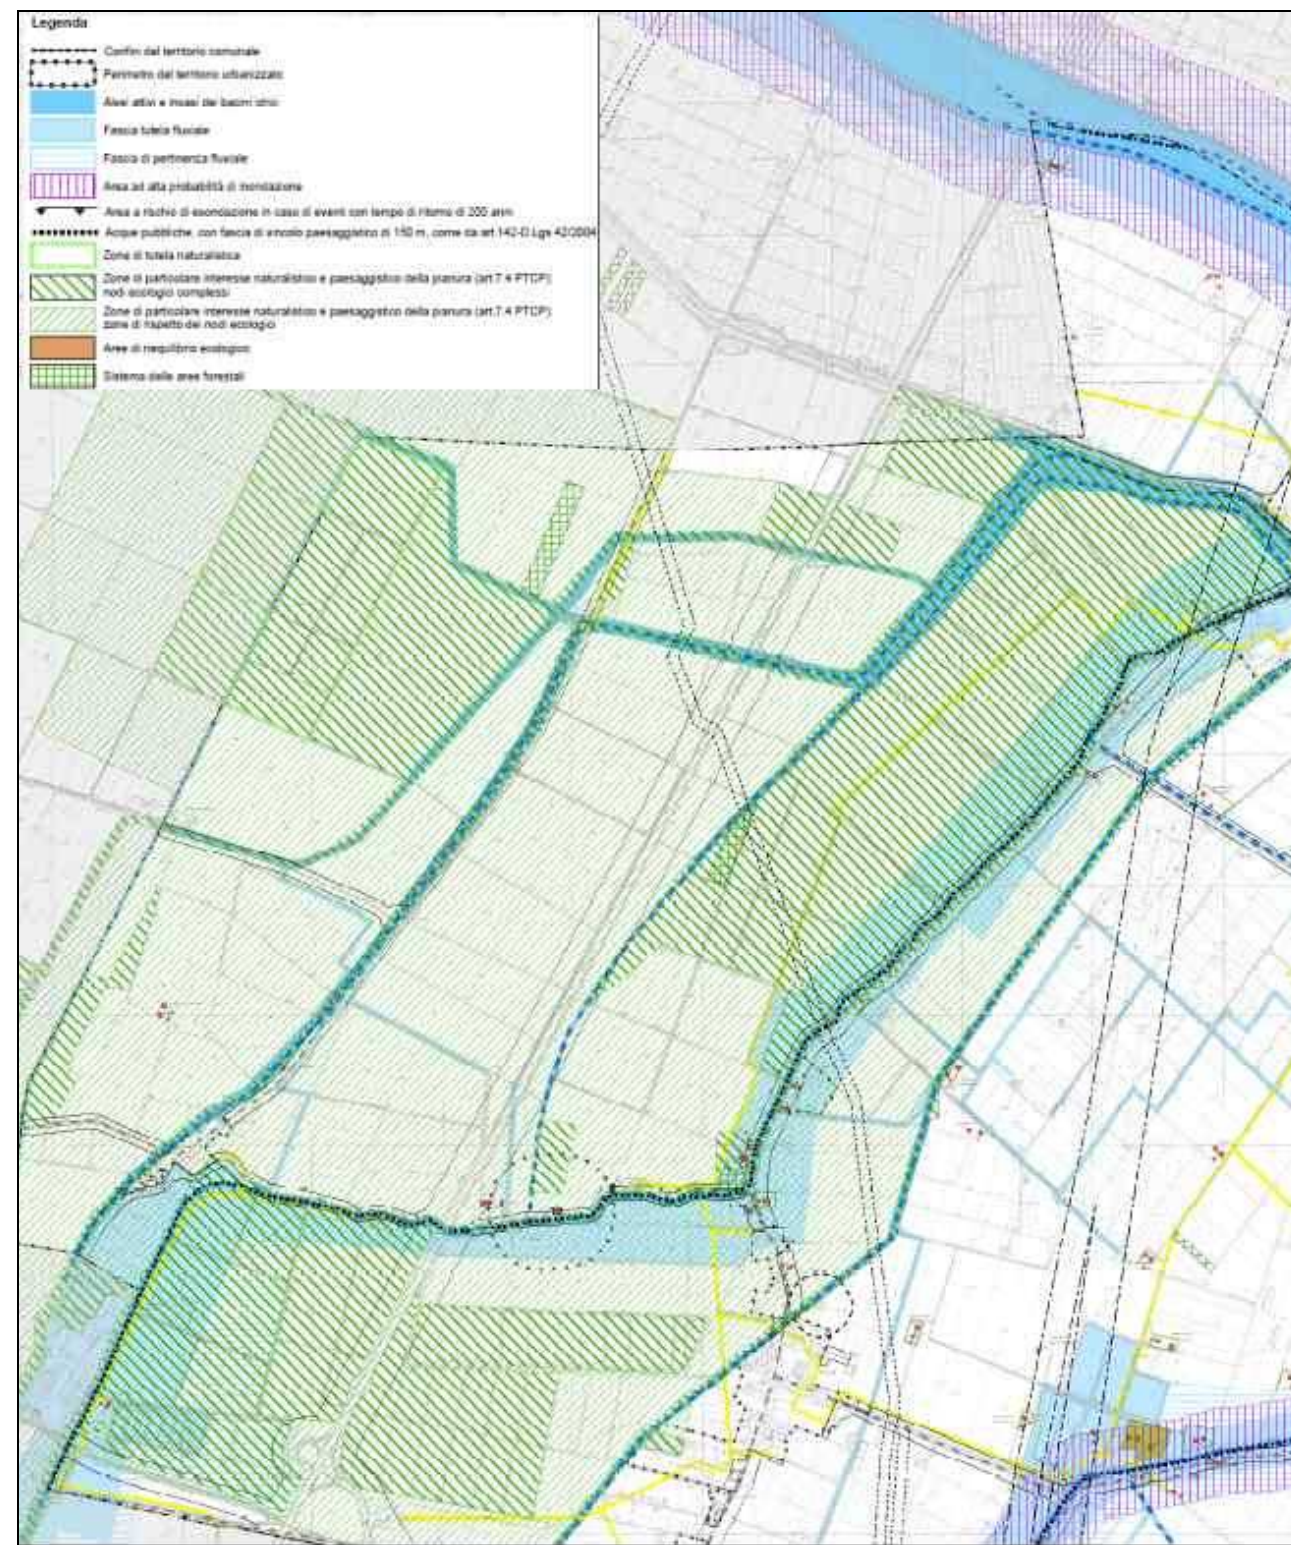 Legenda
Confini del territorio comunale
Perimetro del territorio urbanizzato
Alvei attivi e invasi dei bacini idrici
Fascia tutela fluviale
Fascia di pertinenza fluviale
Area ad alta probabilità di inondazione
Area a rischio di esondazione in caso di eventi con tempo di ritorno di 200 anni
Acque pubbliche, con fascia di vincolo paesaggistico di 150 m, come da art.142-D.Lgs 42/2004
Zone di tutela naturalistica
Zone di particolare interesse naturalistico e paesaggistico della pianura (art.7.4 PTCP)
nodi ecologici complessi
Zone di particolare interesse naturalistico e paesaggistico della pianura (art.7.4 PTCP)
zone di rispetto dei nodi ecologici
Aree di riequilibrio ecologico
Sistema delle aree forestali